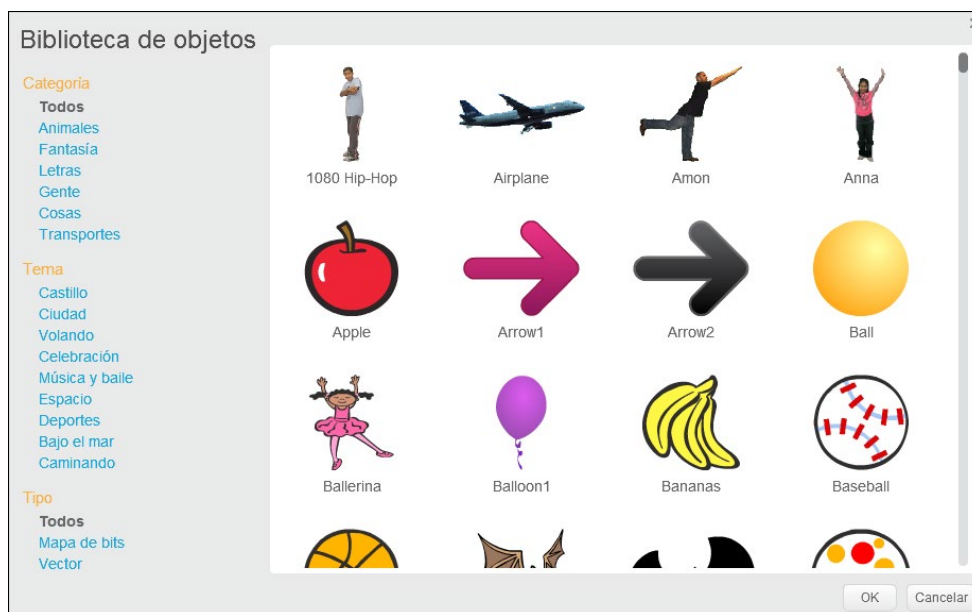 Biblioteca de objetos
Categoría
Todos
Animales
Fantasía
Letras
Gente
Cosas
Transportes
Tema
Castillo
Ciudad
Volando
Celebración
Música y baile
Espacio
Deportes
Bajo el mar
Caminando
Tipo
Todos
Mapa de bits
Vector
1080 Hip-Hop Airplane Amon Anna
Apple Arrow1 Arrow2 Ball
Ballerina Balloon1 Bananas Baseball
OK Cancelar